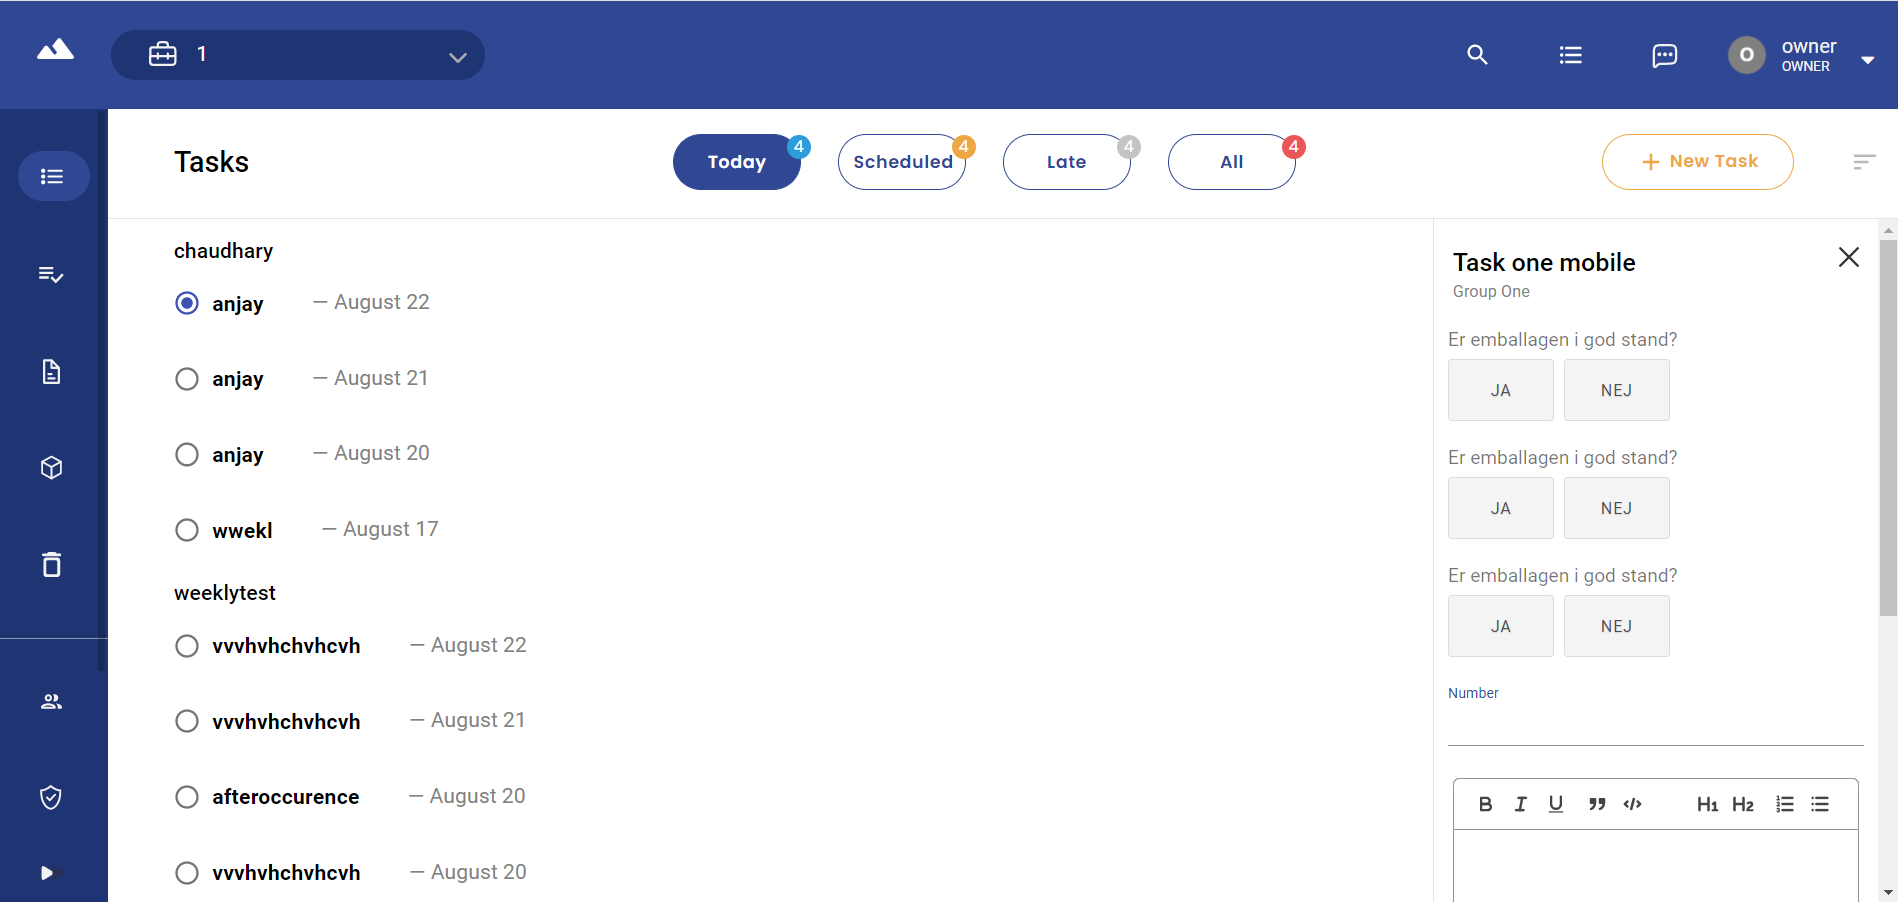 1
O
owner
OWNER
Tasks
Today
4
Scheduled
4
Late
4
All
4
+ New Task
chaudhary
anjay — August 22
anjay — August 21
anjay — August 20
wwekl — August 17
weeklytest
vvvhvhchvhcvh — August 22
vvvhvhchvhcvh — August 21
afteroccurence — August 20
vvvhvhchvhcvh — August 20
Task one mobile
Group One
Er emballagen i god stand?
JA NEJ
Er emballagen i god stand?
JA NEJ
Er emballagen i god stand?
JA NEJ
Number
B I U H1 H2